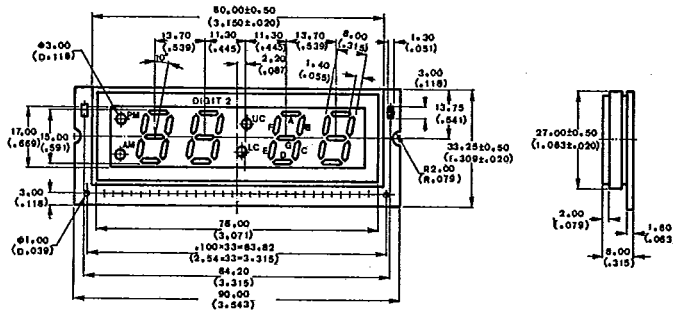 80.00±0.50
(3.150±.020)
13.70
(.539)
11.30
(.445)
11.30
(.445)
13.70
(.539)
8.00
(.315)
1.30
(.051)
Φ3.00
(D.118)
10°
2.20
(.087)
1.40
(.055)
3.00
(.118)
DIGIT 2
PM
UC
A
F
B
G
E
C
D
AM
LC
17.00
(.669)
15.00
(.591)
13.75
(.541)
33.25±0.50
(1.309±.020)
27.00±0.50
(1.063±.020)
R2.00
(R.079)
3.00
(.118)
Φ1.00
(D.039)
78.00
(3.071)
.100×33=83.82
(2.54=33=3.315)
84.20
(3.315)
90.00
(3.543)
2.00
(.079)
1.60
(.063
8.00
(.315)